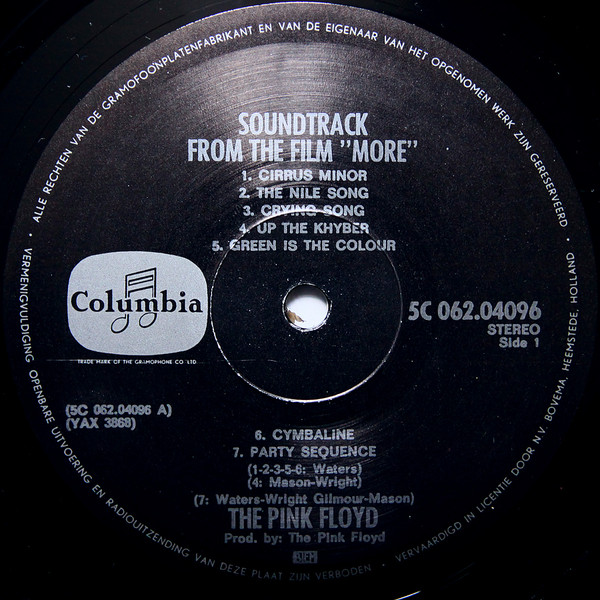 ALLE RECHTEN VAN DE GRAMOFOONPLATENFABRIKANT EN VAN DE EIGENAAR VAN HET OPGENOMEN WERK ZIJN GERESERVEERD
SOUNDTRACK
FROM THE FILM "MORE"
1. CIRRUS MINOR
2. THE NILE SONG
3. CRYING SONG
4. UP THE KHYBER
5. GREEN IS THE COLOUR
Columbia
TRADE MARK OF THE GRAMOPHONE CO LTD
5C 062.04096
STEREO
Side 1
(5C 062.04096 A)
(YAX 3868)
6. CYMBALINE
7. PARTY SEQUENCE
(1-2-3-5-6: Waters)
(4: Mason-Wright)
(7: Waters-Wright Gilmour-Mason)
THE PINK FLOYD
Prod. by: The Pink Floyd
VERMENIGVULDIGING OPENBARE UITVOERING EN RADIOUITZENDING VAN DEZE PLAAT ZIJN VERBODEN
VERVAARDIGD IN LICENTIE DOOR N.V. BOVEMA, HEEMSTEDE, HOLLAND